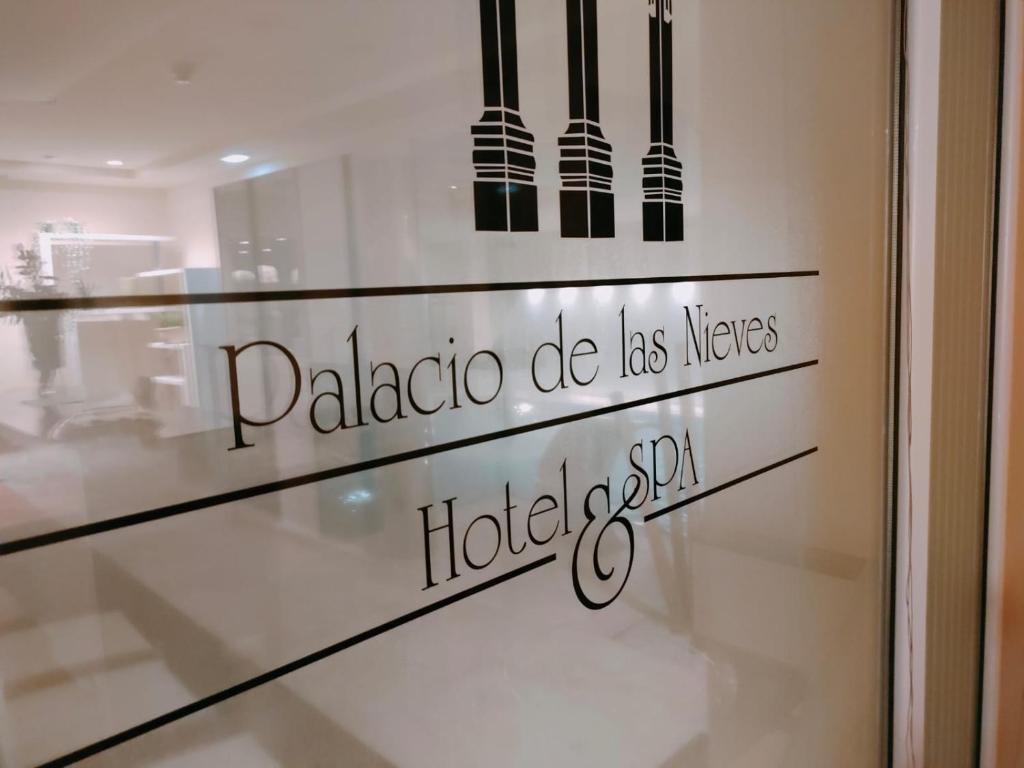 Palacio de las Nieves
Hotel & SPA